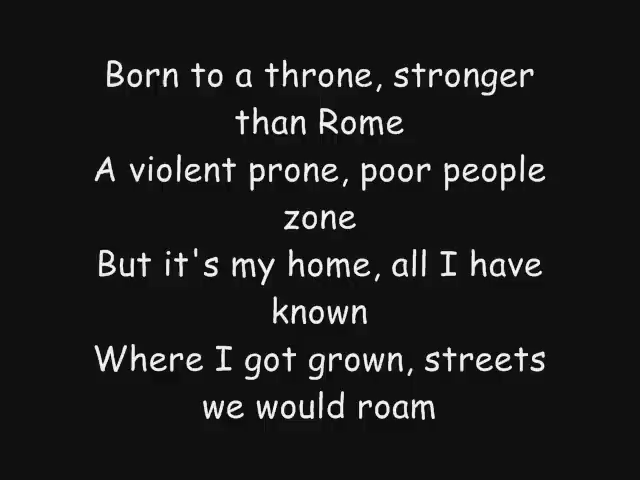 Born to a throne, stronger
than Rome
A violent prone, poor people
zone
But it's my home, all I have
known
Where I got grown, streets
we would roam